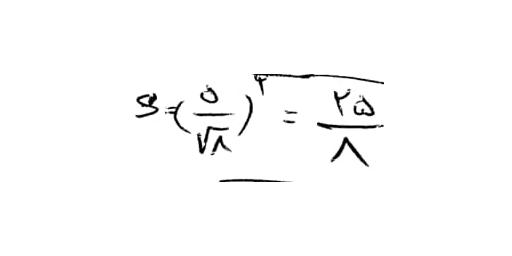 S = (۵/√۸)^۲ = ۲۵/۸